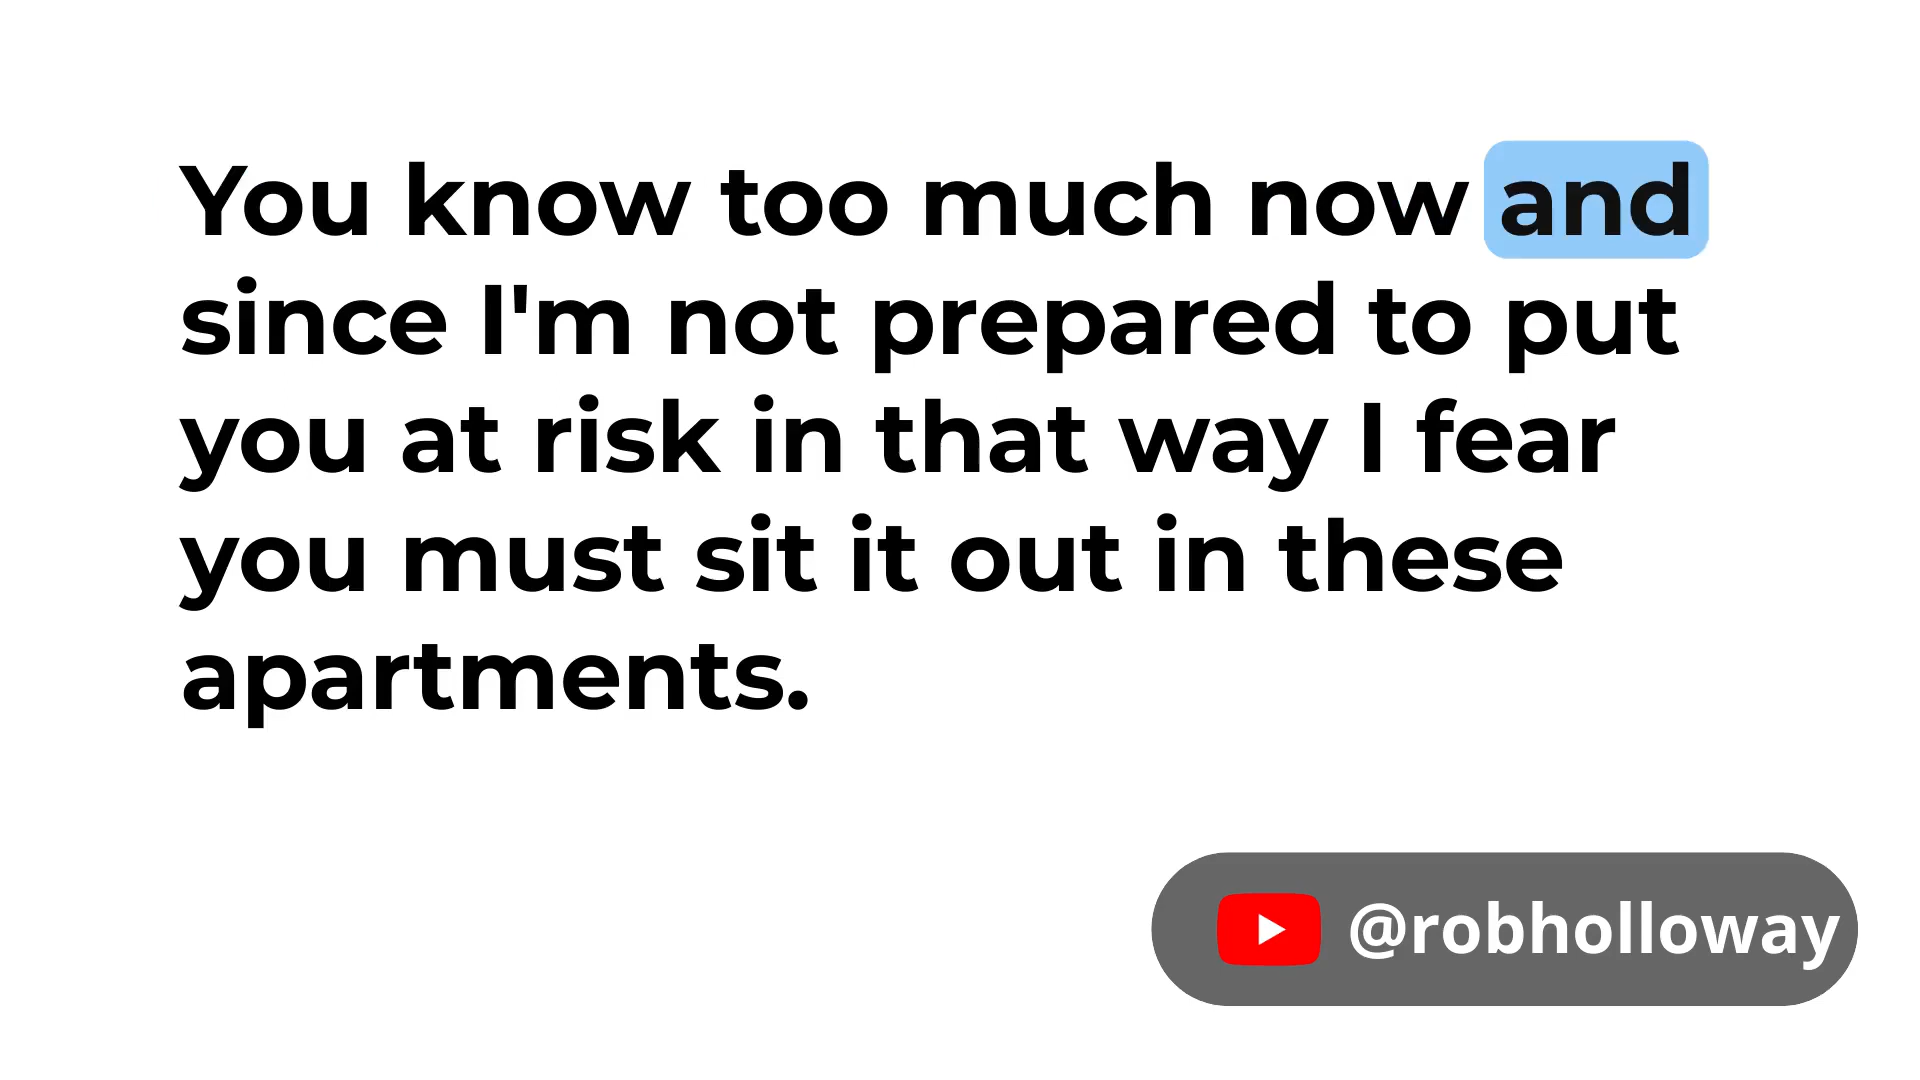 You know too much now and
since I'm not prepared to put
you at risk in that way I fear
you must sit it out in these
apartments.
@robholloway